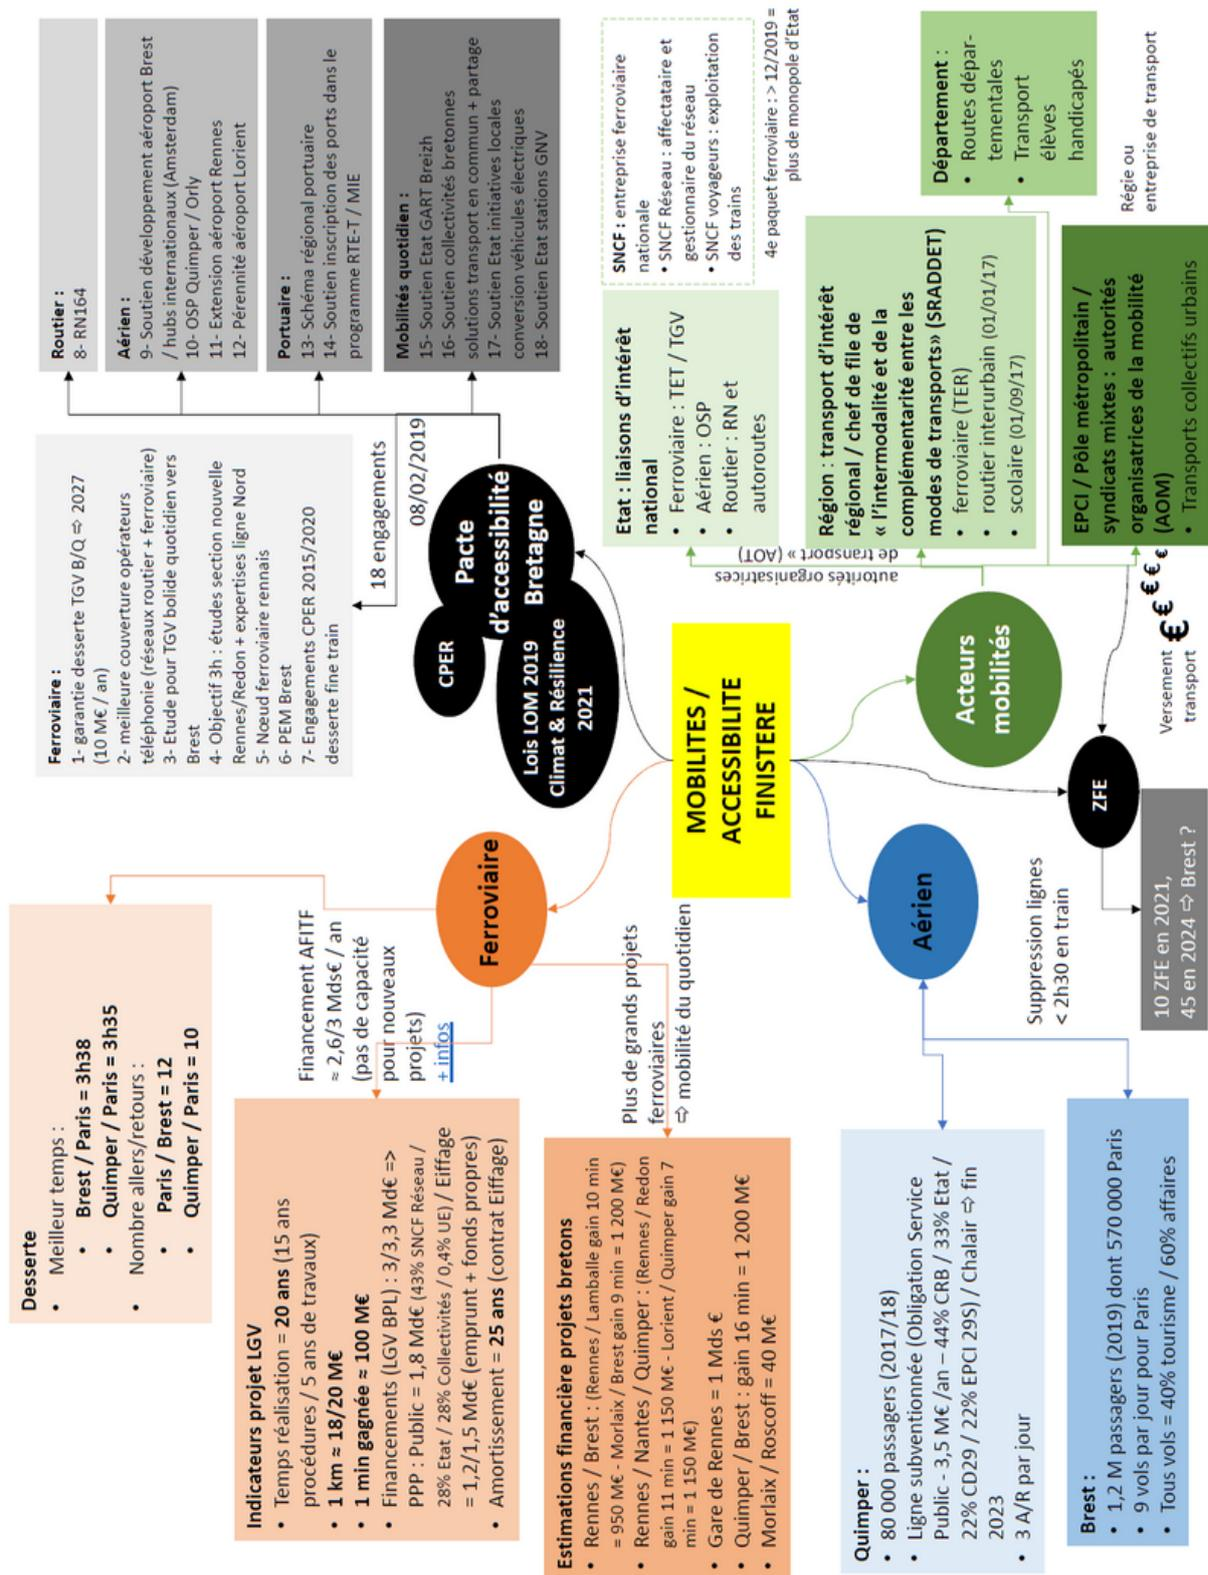 Desserte
• Meilleur temps :
• Brest / Paris = 3h38
• Quimper / Paris = 3h35
• Nombre allers/retours :
• Paris / Brest = 12
• Quimper / Paris = 10
Ferroviaire :
1- garantie desserte TGV B/Q ⇨ 2027
(10 M€ / an)
2- meilleure couverture opérateurs
téléphonie (réseaux routier + ferroviaire)
3- Etude pour TGV bolide quotidien vers
Brest
4- Objectif 3h : études section nouvelle
Rennes/Redon + expertises ligne Nord
5- Nœud ferroviaire rennais
6- PEM Brest
7- Engagements CPER 2015/2020
desserte fine train
Routier :
8- RN164
Aérien :
9- Soutien développement aéroport Brest
/ hubs internationaux (Amsterdam)
10- OSP Quimper / Orly
11- Extension aéroport Rennes
12- Pérennité aéroport Lorient
Portuaire :
13- Schéma régional portuaire
14- Soutien inscription des ports dans le
programme RTE-T / MIE
Mobilités quotidien :
15- Soutien Etat GART Breizh
16- Soutien collectivités bretonnes
solutions transport en commun + partage
17- Soutien Etat initiatives locales
conversion véhicules électriques
18- Soutien Etat stations GNV
18 engagements
08/02/2019
Pacte
d'accessibilité
Bretagne
CPER
Lois LOM 2019
Climat & Résilience
2021
Ferroviaire
Financement AFITF
≈ 2,6/3 Mds€ / an
(pas de capacité
pour nouveaux
projets)
+ infos
Indicateurs projet LGV
• Temps réalisation = 20 ans (15 ans
procédures / 5 ans de travaux)
• 1 km ≈ 18/20 M€
• 1 min gagnée ≈ 100 M€
• Financements (LGV BPL) : 3/3,3 Md€ =>
PPP : Public = 1,8 Md€ (43% SNCF Réseau /
28% Etat / 28% Collectivités / 0,4% UE) / Eiffage
= 1,2/1,5 Md€ (emprunt + fonds propres)
• Amortissement = 25 ans (contrat Eiffage)
Plus de grands projets
ferroviaires
⇨ mobilité du quotidien
Estimations financière projets bretons
• Rennes / Brest : (Rennes / Lamballe gain 10 min
= 950 M€ - Morlaix / Brest gain 9 min = 1 200 M€)
• Rennes / Nantes / Quimper : (Rennes / Redon
gain 11 min = 1 150 M€ - Lorient / Quimper gain 7
min = 1 150 M€)
• Gare de Rennes = 1 Mds €
• Quimper / Brest : gain 16 min = 1 200 M€
• Morlaix / Roscoff = 40 M€
MOBILITES /
ACCESSIBILITE
FINISTERE
Acteurs
mobilités
autorités organisatrices
de transport » (AOT)
Etat : liaisons d'intérêt
national
• Ferroviaire : TET / TGV
• Aérien : OSP
• Routier : RN et
autoroutes
SNCF : entreprise ferroviaire
nationale
• SNCF Réseau : affectataire et
gestionnaire du réseau
• SNCF voyageurs : exploitation
des trains
4e paquet ferroviaire : > 12/2019 =
plus de monopole d'Etat
Région : transport d'intérêt
régional / chef de file de
« l'intermodalité et de la
complémentarité entre les
modes de transports» (SRADDET)
• ferroviaire (TER)
• routier interurbain (01/01/17)
• scolaire (01/09/17)
Département :
• Routes dépar-
tementales
• Transport
élèves
handicapés
EPCI / Pôle métropolitain /
syndicats mixtes : autorités
organisatrices de la mobilité
(AOM)
• Transports collectifs urbains
Régie ou
entreprise de transport
Versement
transport
€ € € € €
ZFE
10 ZFE en 2021,
45 en 2024 ⇨ Brest ?
Aérien
Suppression lignes
< 2h30 en train
Quimper :
• 80 000 passagers (2017/18)
• Ligne subventionnée (Obligation Service
Public - 3,5 M€ /an – 44% CRB / 33% Etat /
22% CD29 / 22% EPCI 29S) / Chalair ⇨ fin
2023
• 3 A/R par jour
Brest :
• 1,2 M passagers (2019) dont 570 000 Paris
• 9 vols par jour pour Paris
• Tous vols = 40% tourisme / 60% affaires